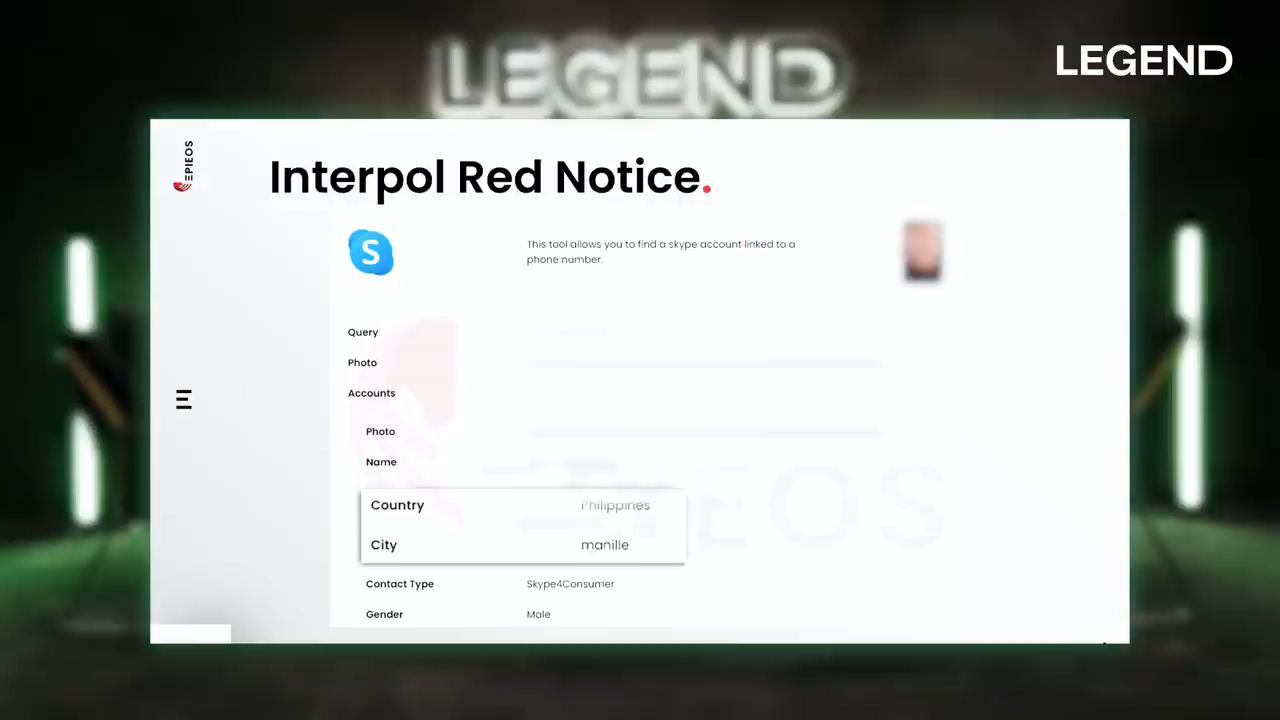 LEGEND
LEGEND
EPIEOS
Interpol Red Notice.
S
This tool allows you to find a skype account linked to a
phone number.
Query
Photo
Accounts
Photo
Name
EPIEOS
Country Philippines
City manille
Contact Type Skype4Consumer
Gender Male